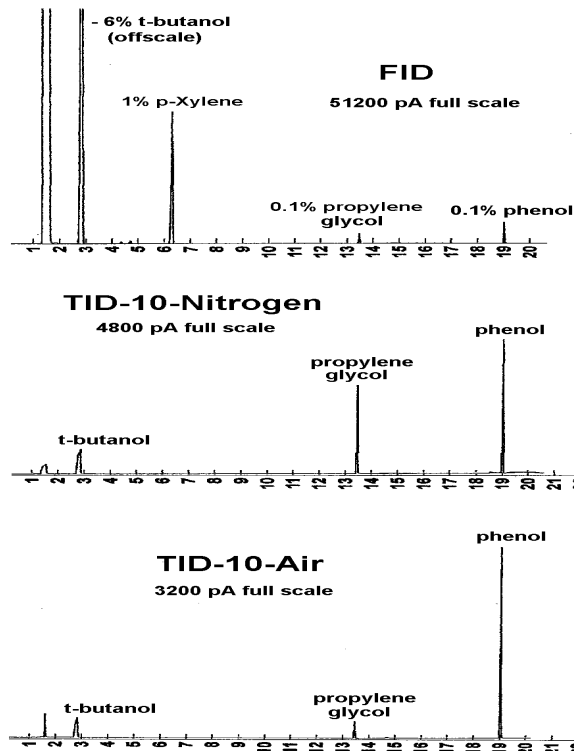 - 6% t-butanol
(offscale)
FID
51200 pA full scale
1% p-Xylene
0.1% propylene
glycol
0.1% phenol
1 2 3 4 5 6 7 8 9 10 11 12 13 14 15 16 17 18 19 20
TID-10-Nitrogen
4800 pA full scale
phenol
propylene
glycol
t-butanol
1 2 3 4 5 6 7 8 9 10 11 12 13 14 15 16 17 18 19 20 21
phenol
TID-10-Air
3200 pA full scale
t-butanol
propylene
glycol
1 2 3 4 5 6 7 8 9 10 11 12 13 14 15 16 17 18 19 20 21